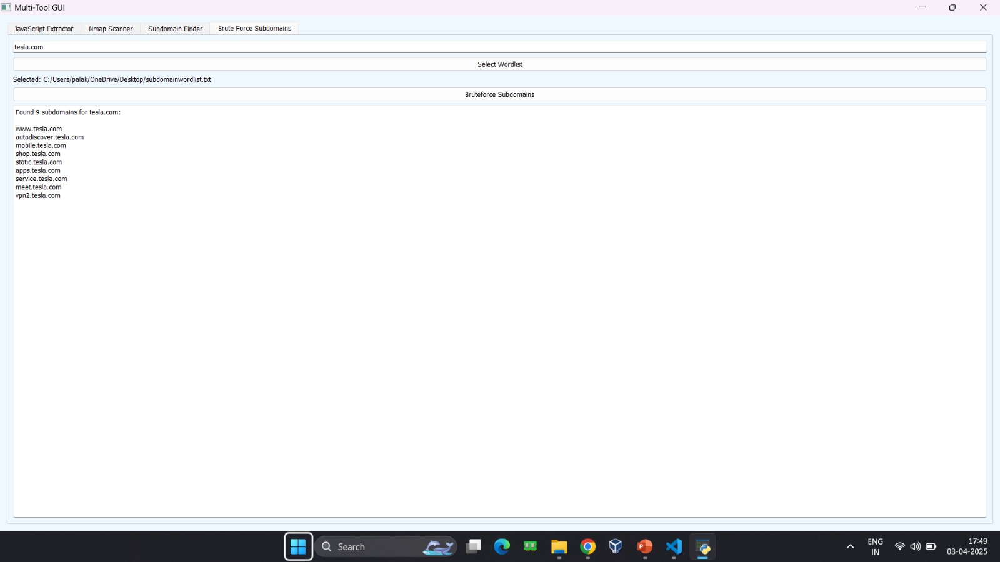 Multi-Tool GUI
JavaScript Extractor Nmap Scanner Subdomain Finder Brute Force Subdomains
tesla.com
Select Wordlist
Selected: C:/Users/palak/OneDrive/Desktop/subdomainwordlist.txt
Bruteforce Subdomains
Found 9 subdomains for tesla.com:
www.tesla.com
autodiscover.tesla.com
mobile.tesla.com
shop.tesla.com
static.tesla.com
apps.tesla.com
service.tesla.com
meet.tesla.com
vpn2.tesla.com
Search
P
ENG
IN
17:49
03-04-2025